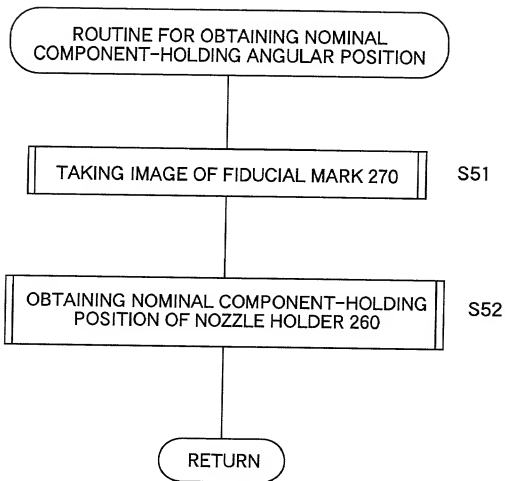 ROUTINE FOR OBTAINING NOMINAL
COMPONENT-HOLDING ANGULAR POSITION
TAKING IMAGE OF FIDUCIAL MARK 270
S51
OBTAINING NOMINAL COMPONENT-HOLDING
POSITION OF NOZZLE HOLDER 260
S52
RETURN